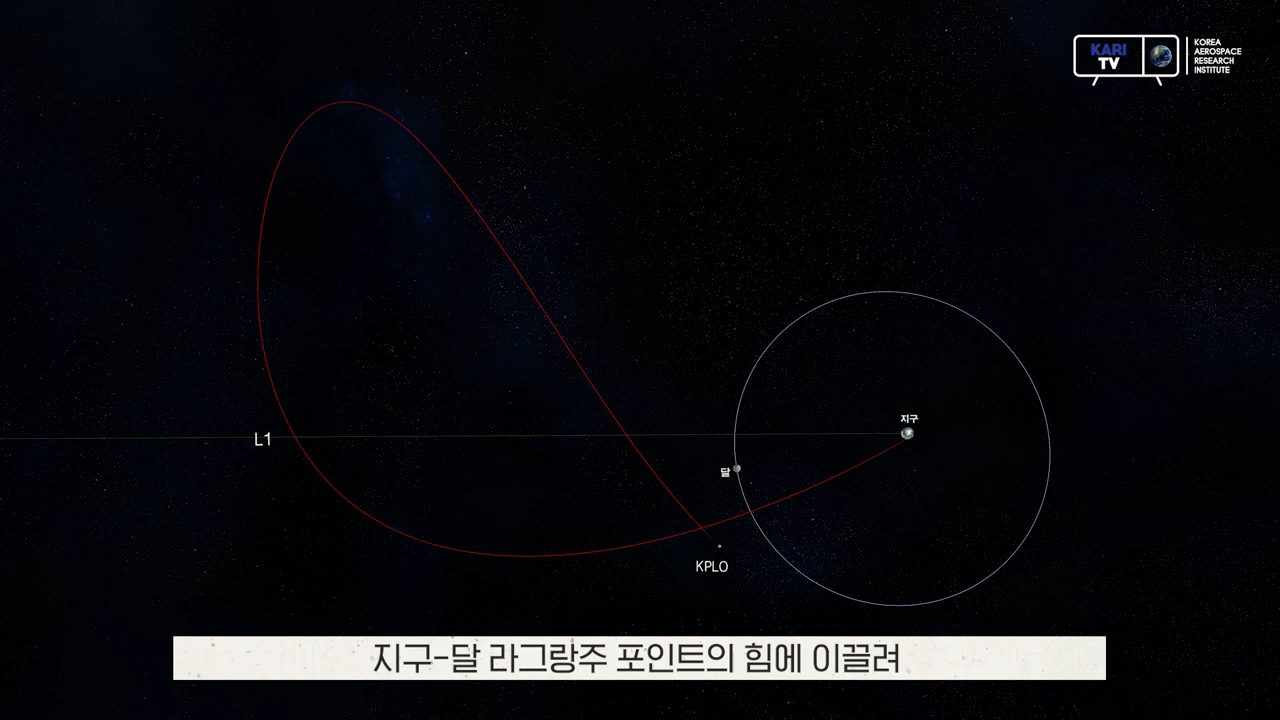 KARI
TV
KOREA
AEROSPACE
RESEARCH
INSTITUTE
지구
L1
달
KPLO
지구-달 라그랑주 포인트의 힘에 이끌려